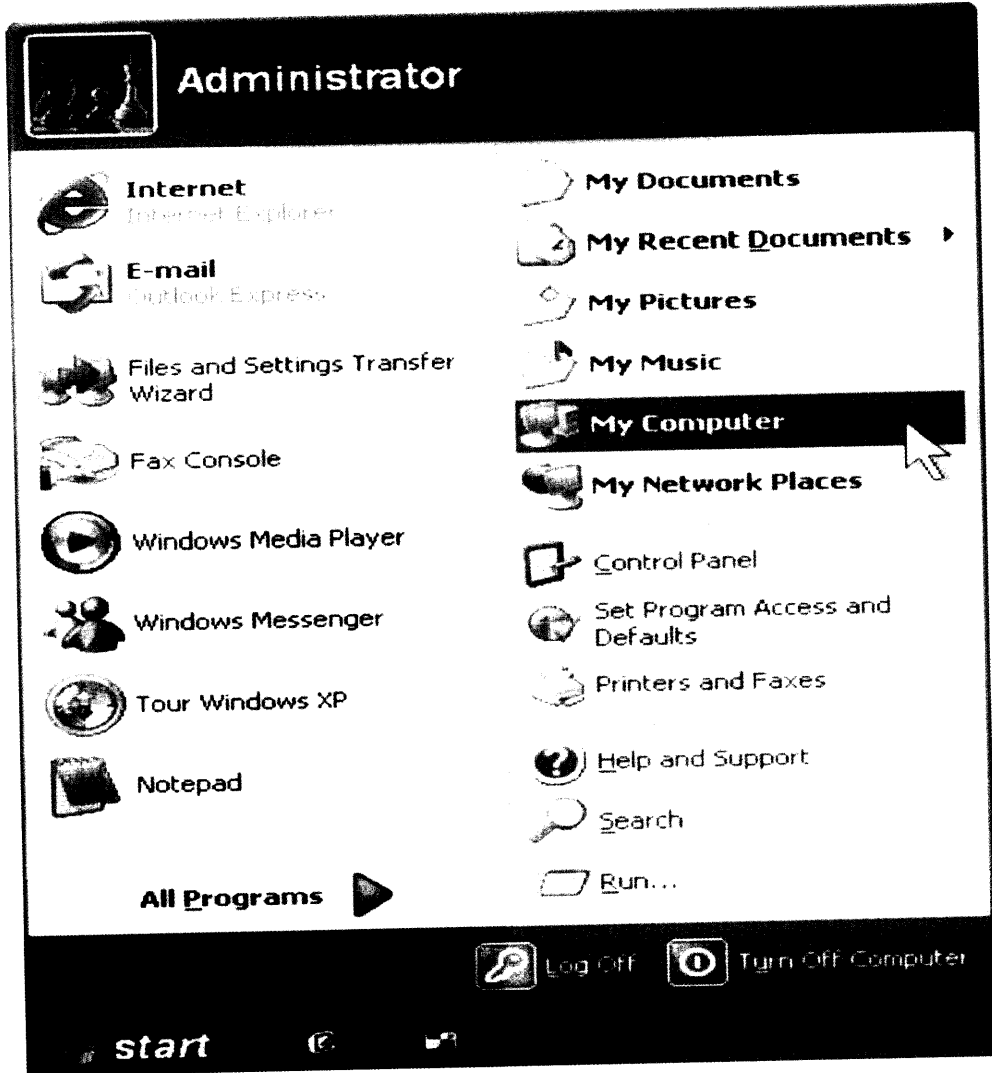 Administrator
Internet
Internet Explorer
E-mail
Outlook Express
Files and Settings Transfer
Wizard
Fax Console
Windows Media Player
Windows Messenger
Tour Windows XP
Notepad
All Programs
My Documents
My Recent Documents
My Pictures
My Music
My Computer
My Network Places
Control Panel
Set Program Access and
Defaults
Printers and Faxes
Help and Support
Search
Run...
Log Off
Turn Off Computer
start